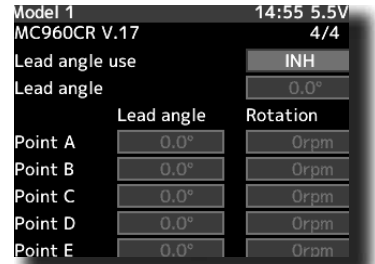 Model 1 14:55 5.5V
MC960CR V.17 4/4
Lead angle use INH
Lead angle 0.0°
Lead angle Rotation
Point A 0.0° 0rpm
Point B 0.0° 0rpm
Point C 0.0° 0rpm
Point D 0.0° 0rpm
Point E 0.0° 0rpm